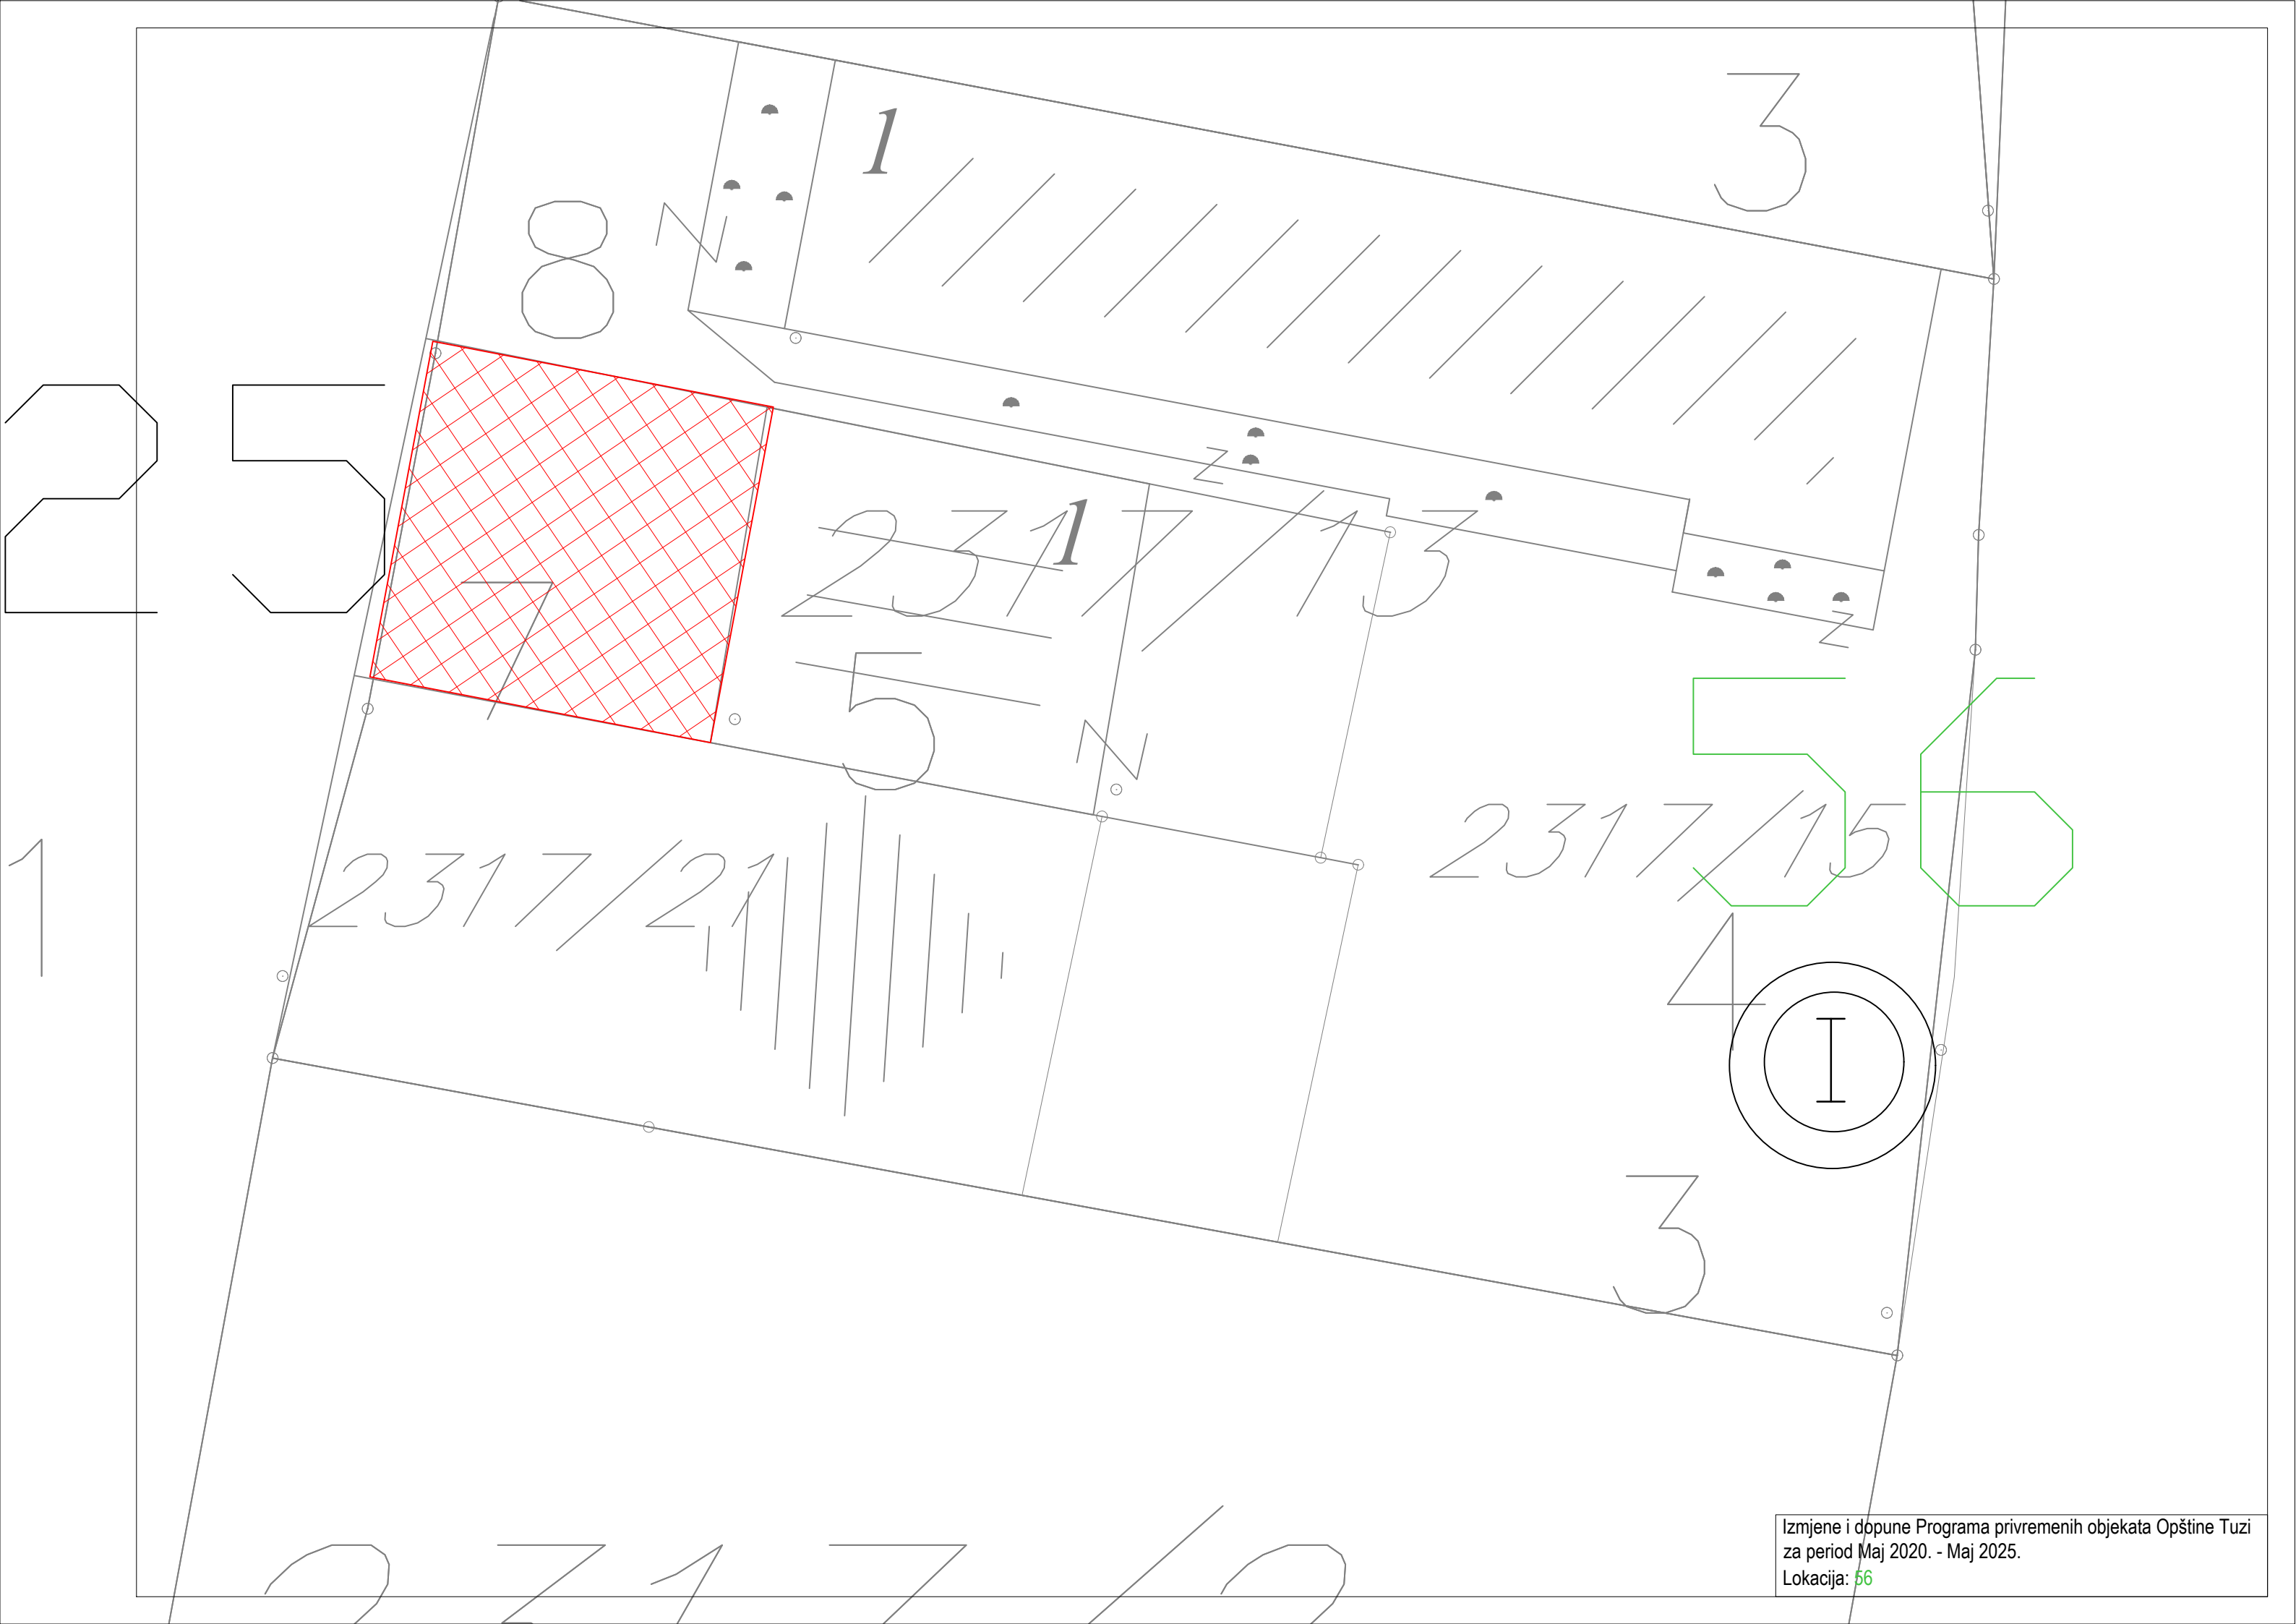 3
1
8
N
25
z
2317/13
1
7
z
5
N
56
2317/15
1
2317/21
4
I
3
2317/2
Izmjene i dopune Programa privremenih objekata Opštine Tuzi
za period Maj 2020. - Maj 2025.
Lokacija: 56